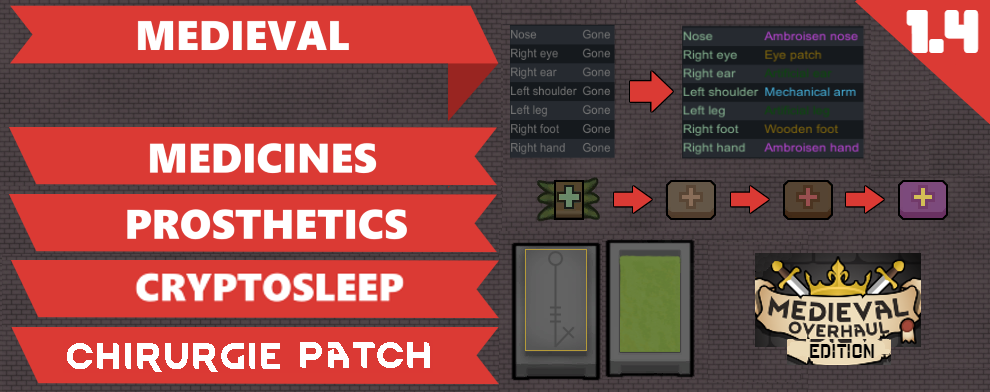 MEDIEVAL
MEDICINES
PROSTHETICS
CRYPTOSLEEP
CHIRURGIE PATCH
Nose Gone
Right eye Gone
Right ear Gone
Left shoulder Gone
Left leg Gone
Right foot Gone
Right hand Gone
Nose Ambroisen nose
Right eye Eye patch
Right ear
Left shoulder Mechanical arm
Left leg
Right foot Wooden foot
Right hand Ambroisen hand
1.4
MEDIEVAL
OVERHAUL
EDITION